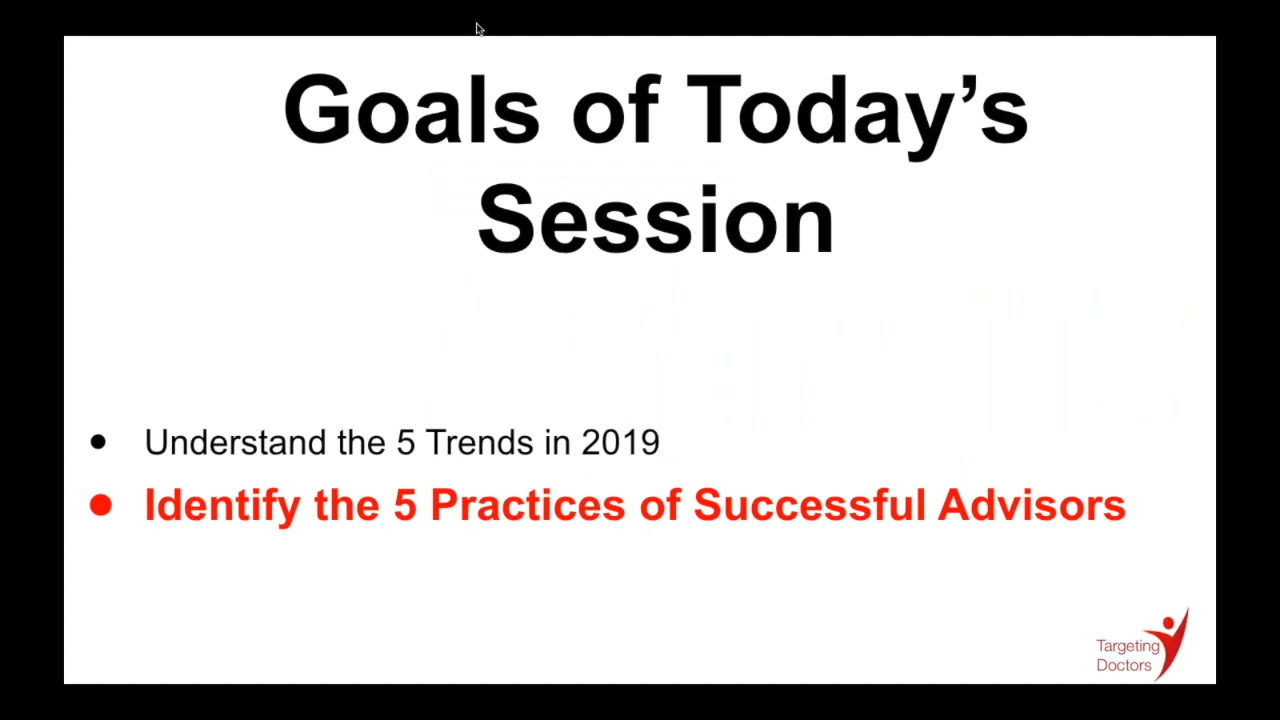 Goals of Today’s
Session
● Understand the 5 Trends in 2019
● Identify the 5 Practices of Successful Advisors
Targeting
Doctors